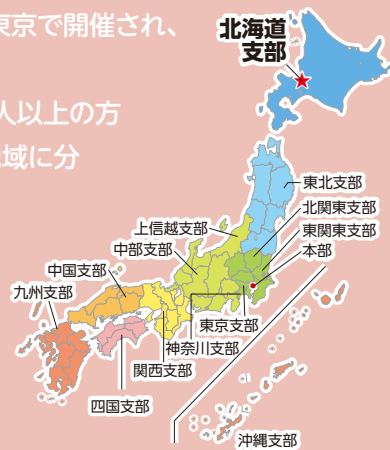 東京で開催され、
人以上の方
域に分
北海道
支部
東北支部
北関東支部
東関東支部
本部
上信越支部
中部支部
中国支部
九州支部
東京支部
神奈川支部
関西支部
四国支部
沖縄支部